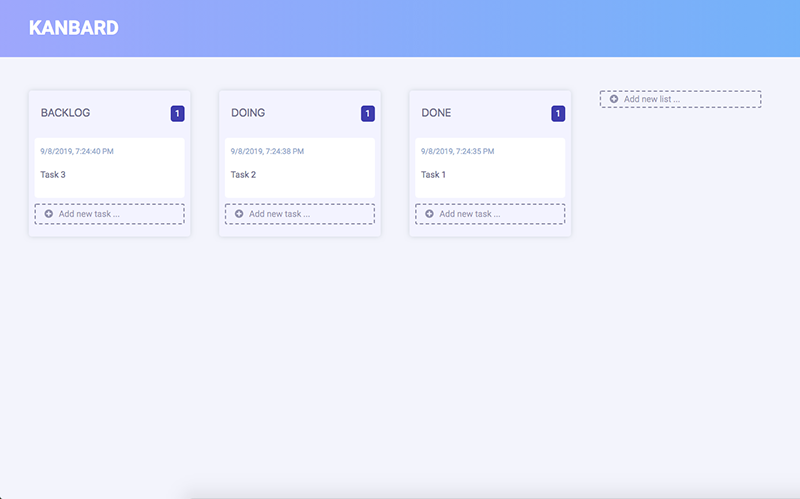 KANBARD
BACKLOG 1
9/8/2019, 7:24:40 PM
Task 3
Add new task ...
DOING 1
9/8/2019, 7:24:38 PM
Task 2
Add new task ...
DONE 1
9/8/2019, 7:24:35 PM
Task 1
Add new task ...
Add new list ...